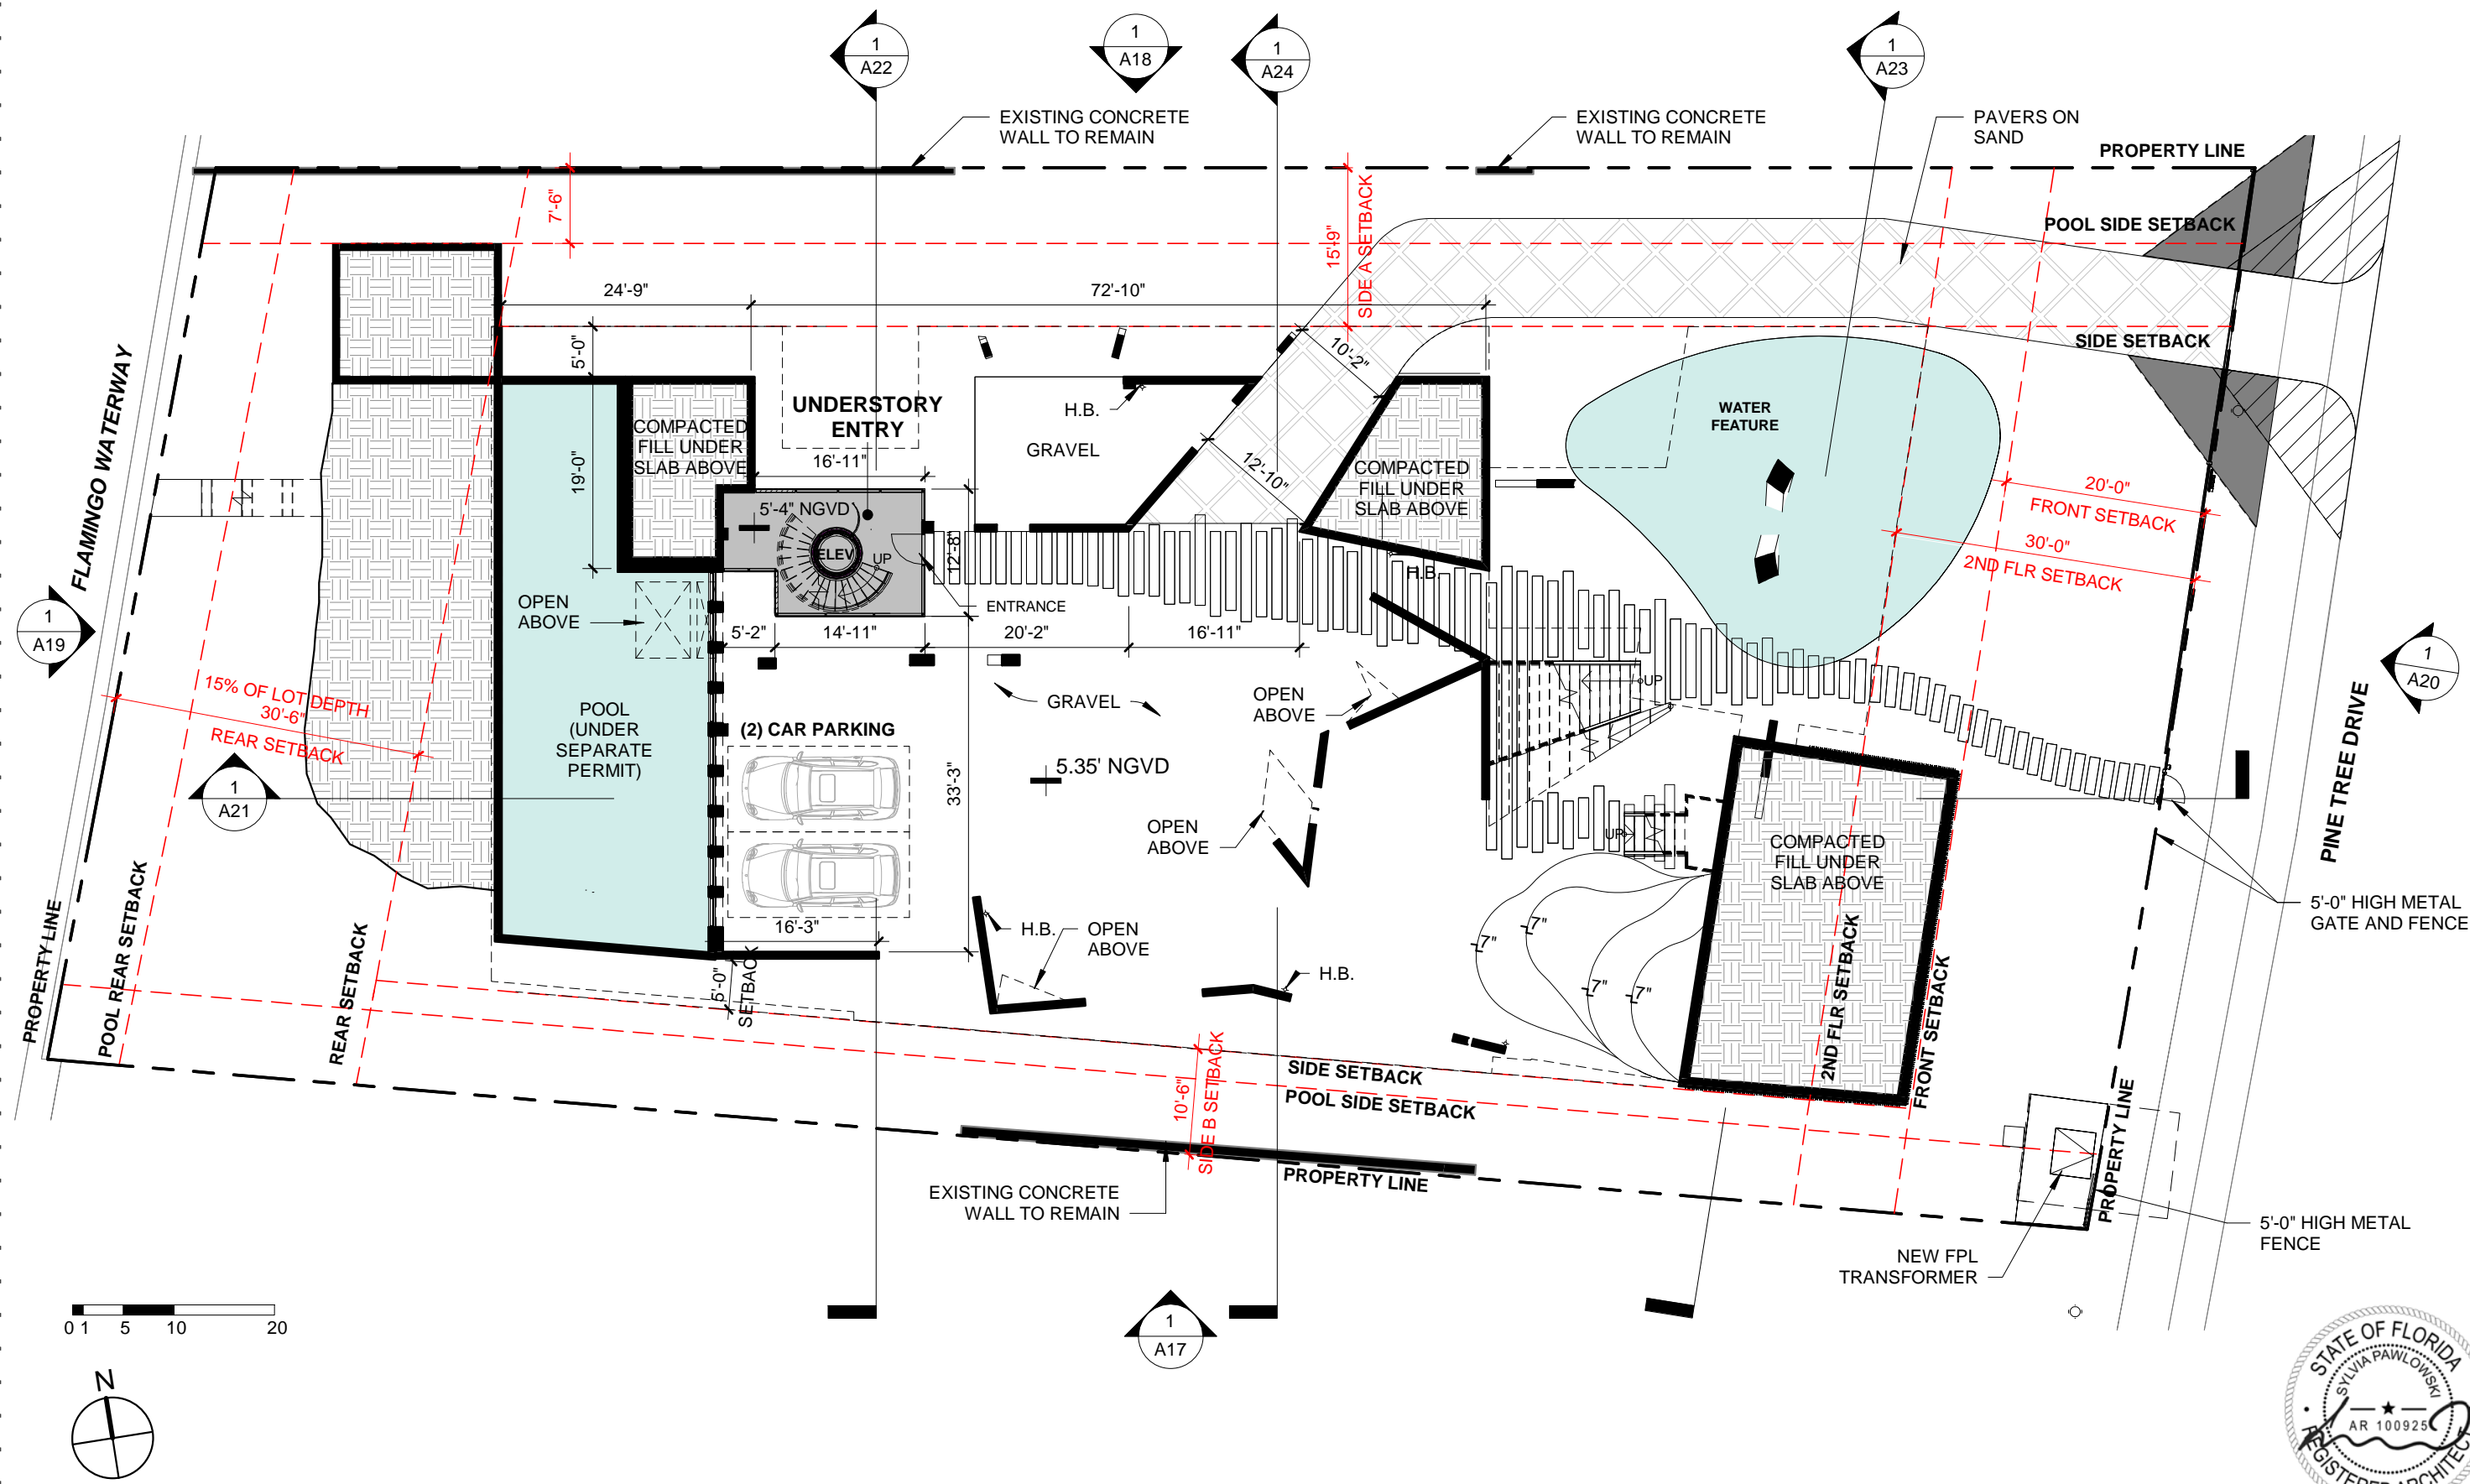 1
A22
1
A18
1
A24
1
A23
EXISTING CONCRETE
WALL TO REMAIN
EXISTING CONCRETE
WALL TO REMAIN
PAVERS ON
SAND
PROPERTY LINE
7'-6"
15'-9"
SIDE A SETBACK
POOL SIDE SETBACK
24'-9"
72'-10"
SIDE SETBACK
5'-0"
10'-2"
FLAMINGO WATERWAY
UNDERSTORY
ENTRY
H.B.
GRAVEL
WATER
FEATURE
COMPACTED
FILL UNDER
SLAB ABOVE
16'-11"
19'-0"
12'-10"
COMPACTED
FILL UNDER
SLAB ABOVE
20'-0"
FRONT SETBACK
5'-4" NGVD
ELEV
UP
12'-8"
30'-0"
2ND FLR SETBACK
H.B.
ENTRANCE
OPEN
ABOVE
5'-2"
14'-11"
20'-2"
16'-11"
1
A19
1
A20
15% OF LOT DEPTH
30'-6"
REAR SETBACK
POOL
(UNDER
SEPARATE
PERMIT)
GRAVEL
OPEN
ABOVE
UP
(2) CAR PARKING
5.35' NGVD
33'-3"
PINE TREE DRIVE
1
A21
OPEN
ABOVE
UP
COMPACTED
FILL UNDER
SLAB ABOVE
5'-0" HIGH METAL
GATE AND FENCE
16'-3"
H.B.
OPEN
ABOVE
H.B.
7"
7"
7"
7"
PROPERTY LINE
POOL REAR SETBACK
REAR SETBACK
5'-0"
SETBACK
2ND FLR SETBACK
FRONT SETBACK
SIDE SETBACK
POOL SIDE SETBACK
10'-6"
SIDE B SETBACK
PROPERTY LINE
PROPERTY LINE
EXISTING CONCRETE
WALL TO REMAIN
5'-0" HIGH METAL
FENCE
NEW FPL
TRANSFORMER
0 1 5 10 20
1
A17
N
STATE OF FLORIDA
SYLVIA PAWLOWSKI
AR 100925
REGISTERED ARCHITECT